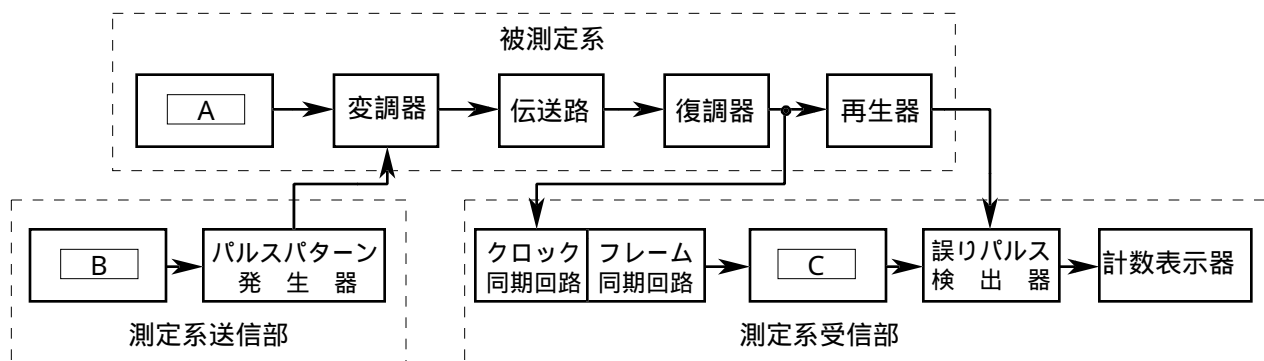 被測定系
A
変調器
伝送路
復調器
再生器
B
パルスパターン
発生器
測定系送信部
クロック
同期回路
フレーム
同期回路
C
誤りパルス
検出器
計数表示器
測定系受信部